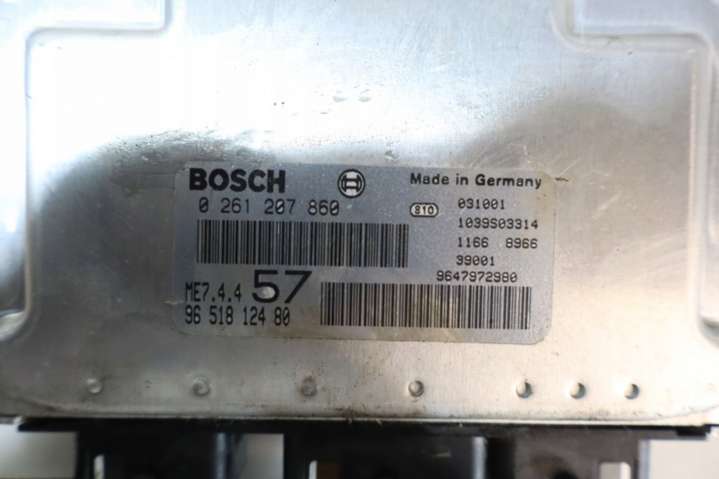 BOSCH
Made in Germany
0 261 207 860
810
031001
1039S03314
1166 8966
39001
9647972980
ME7.4.4 57
96 518 124 80